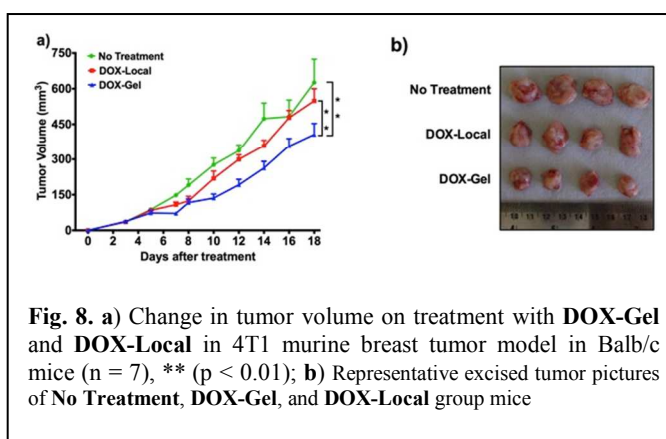 a)
750
600
450
300
150
0
Tumor Volume (mm³)
No Treatment
DOX-Local
DOX-Gel
* *
* *
0 2 4 6 8 10 12 14 16 18
Days after treatment
b)
No Treatment
DOX-Local
DOX-Gel
Fig. 8. a) Change in tumor volume on treatment with DOX-Gel
and DOX-Local in 4T1 murine breast tumor model in Balb/c
mice (n = 7), ** (p < 0.01); b) Representative excised tumor pictures
of No Treatment, DOX-Gel, and DOX-Local group mice